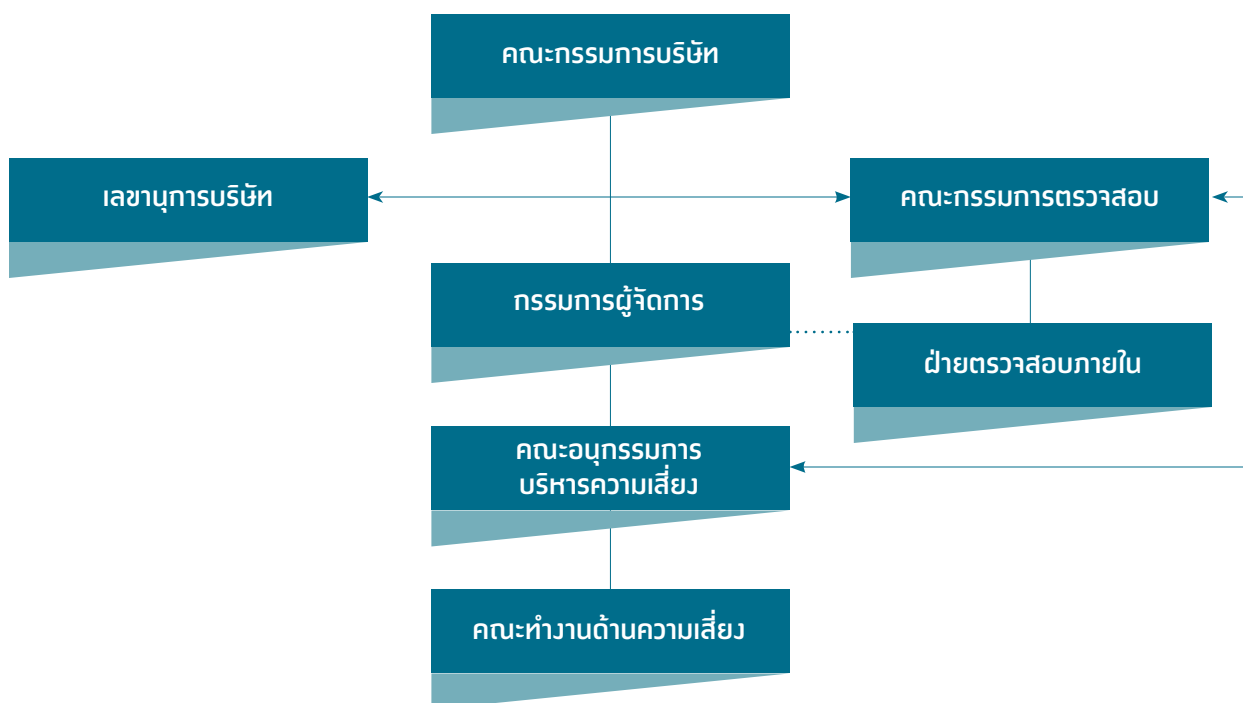 คณะกรรมการบริษัท
เลขานุการบริษัท
คณะกรรมการตรวจสอบ
กรรมการผู้จัดการ
ฝ่ายตรวจสอบภายใน
คณะอนุกรรมการ
บริหารความเสี่ยง
คณะทำงานด้านความเสี่ยง